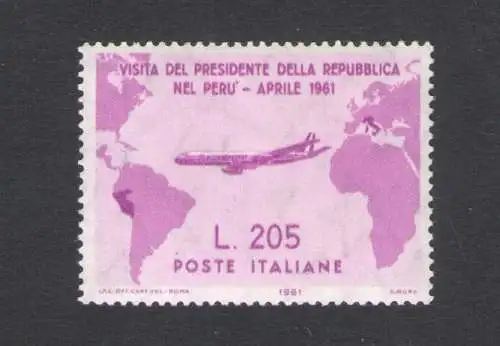 VISITA DEL PRESIDENTE DELLA REPUBBLICA
NEL PERU' - APRILE 1961
L. 205
POSTE ITALIANE
1961